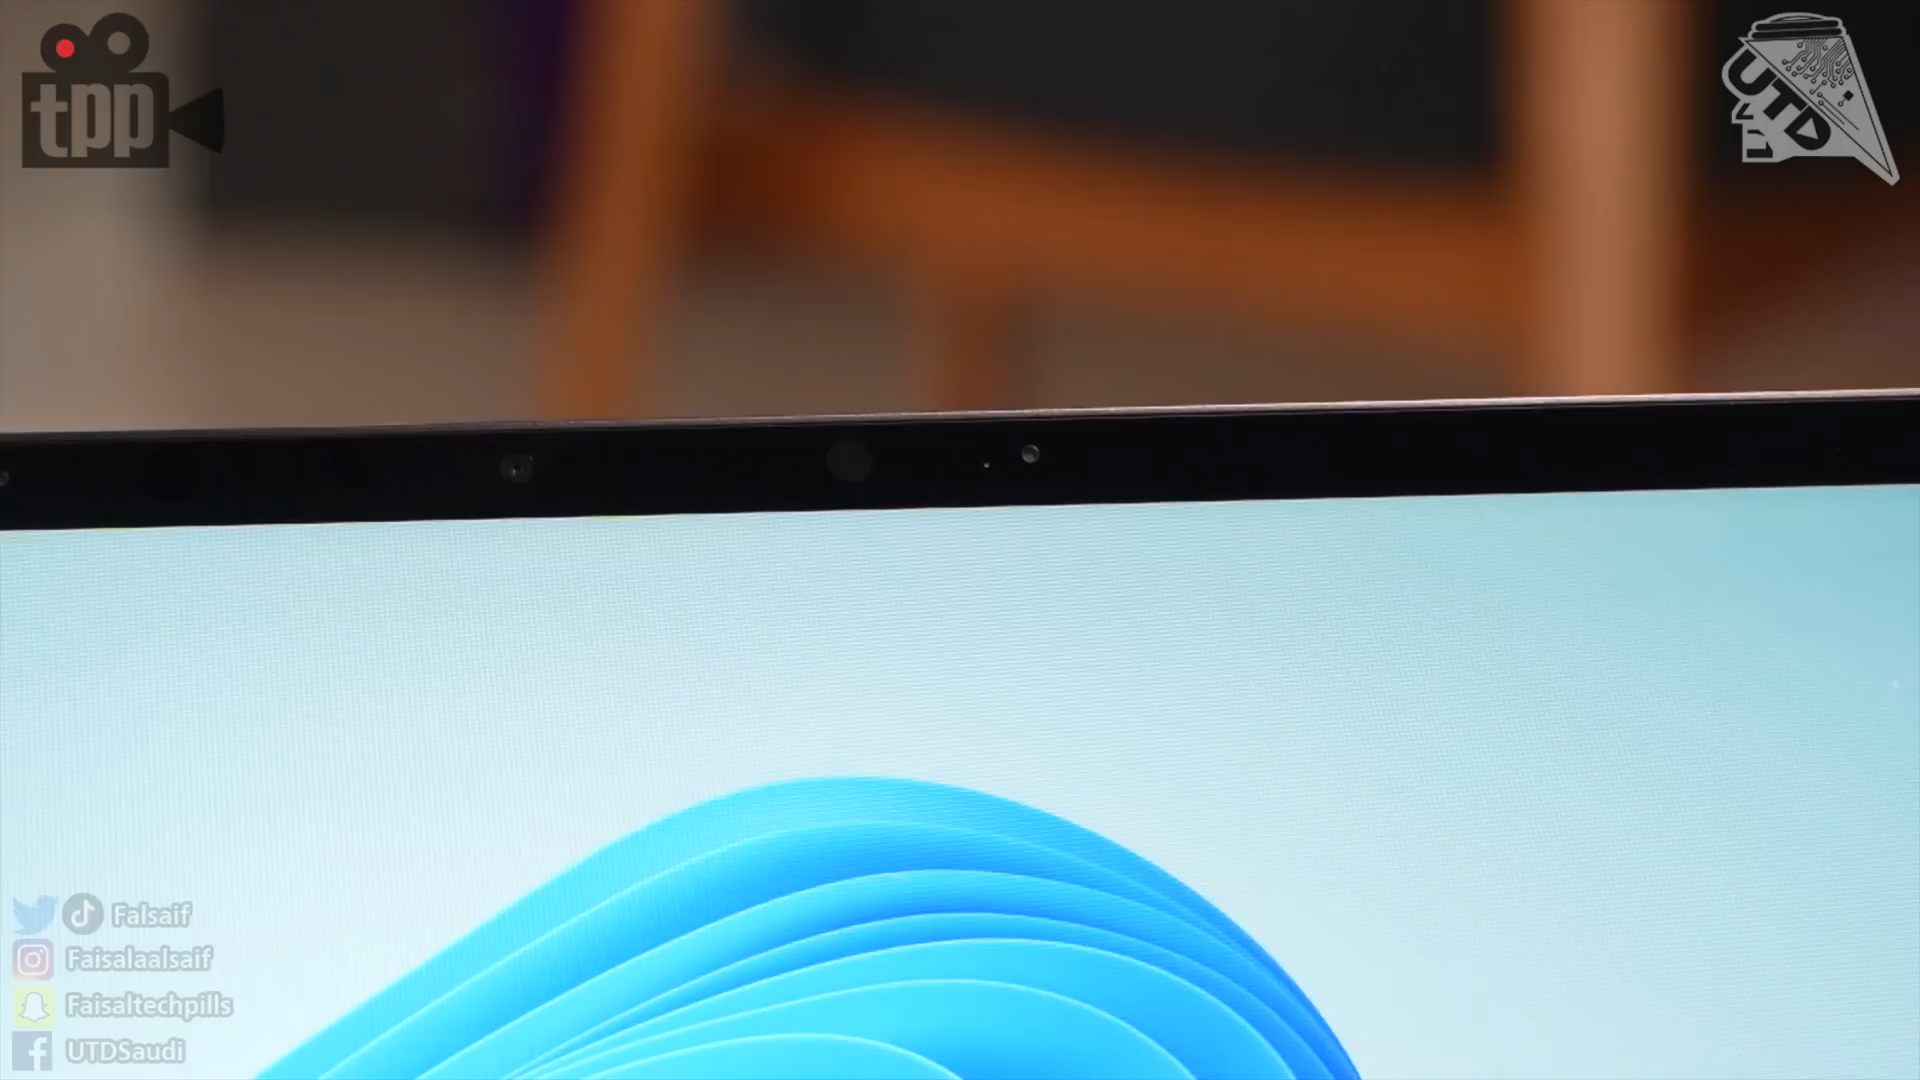 tpp
UTD
Falsaif
Faisalaalsaif
Faisaltechpills
UTDSaudi